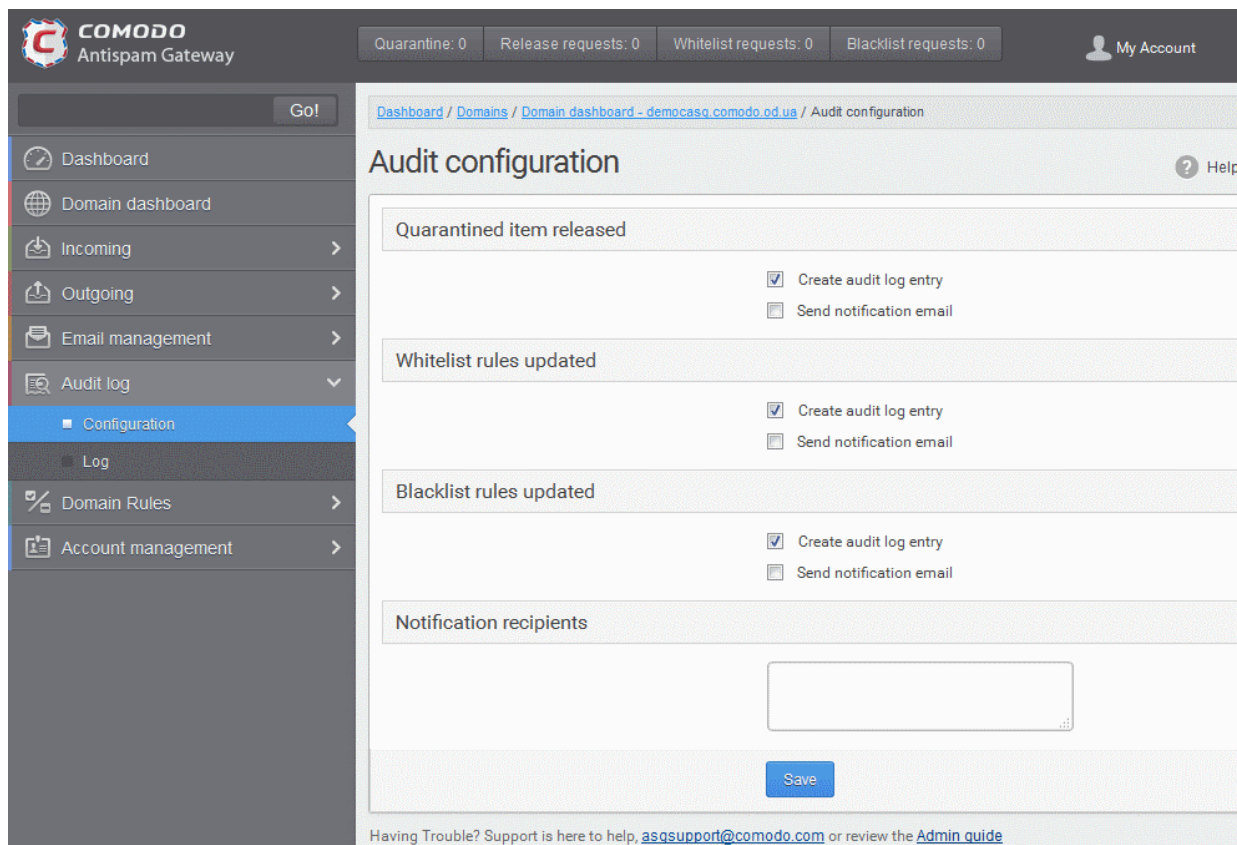 COMODO
Antispam Gateway
Quarantine: 0 Release requests: 0 Whitelist requests: 0 Blacklist requests: 0
My Account
Go!
Dashboard
Domain dashboard
Incoming
Outgoing
Email management
Audit log
Configuration
Log
Domain Rules
Account management
Dashboard / Domains / Domain dashboard - democasg.comodo.od.ua / Audit configuration
Audit configuration
? Help
Quarantined item released
Create audit log entry
Send notification email
Whitelist rules updated
Create audit log entry
Send notification email
Blacklist rules updated
Create audit log entry
Send notification email
Notification recipients
Save
Having Trouble? Support is here to help, asgsupport@comodo.com or review the Admin guide